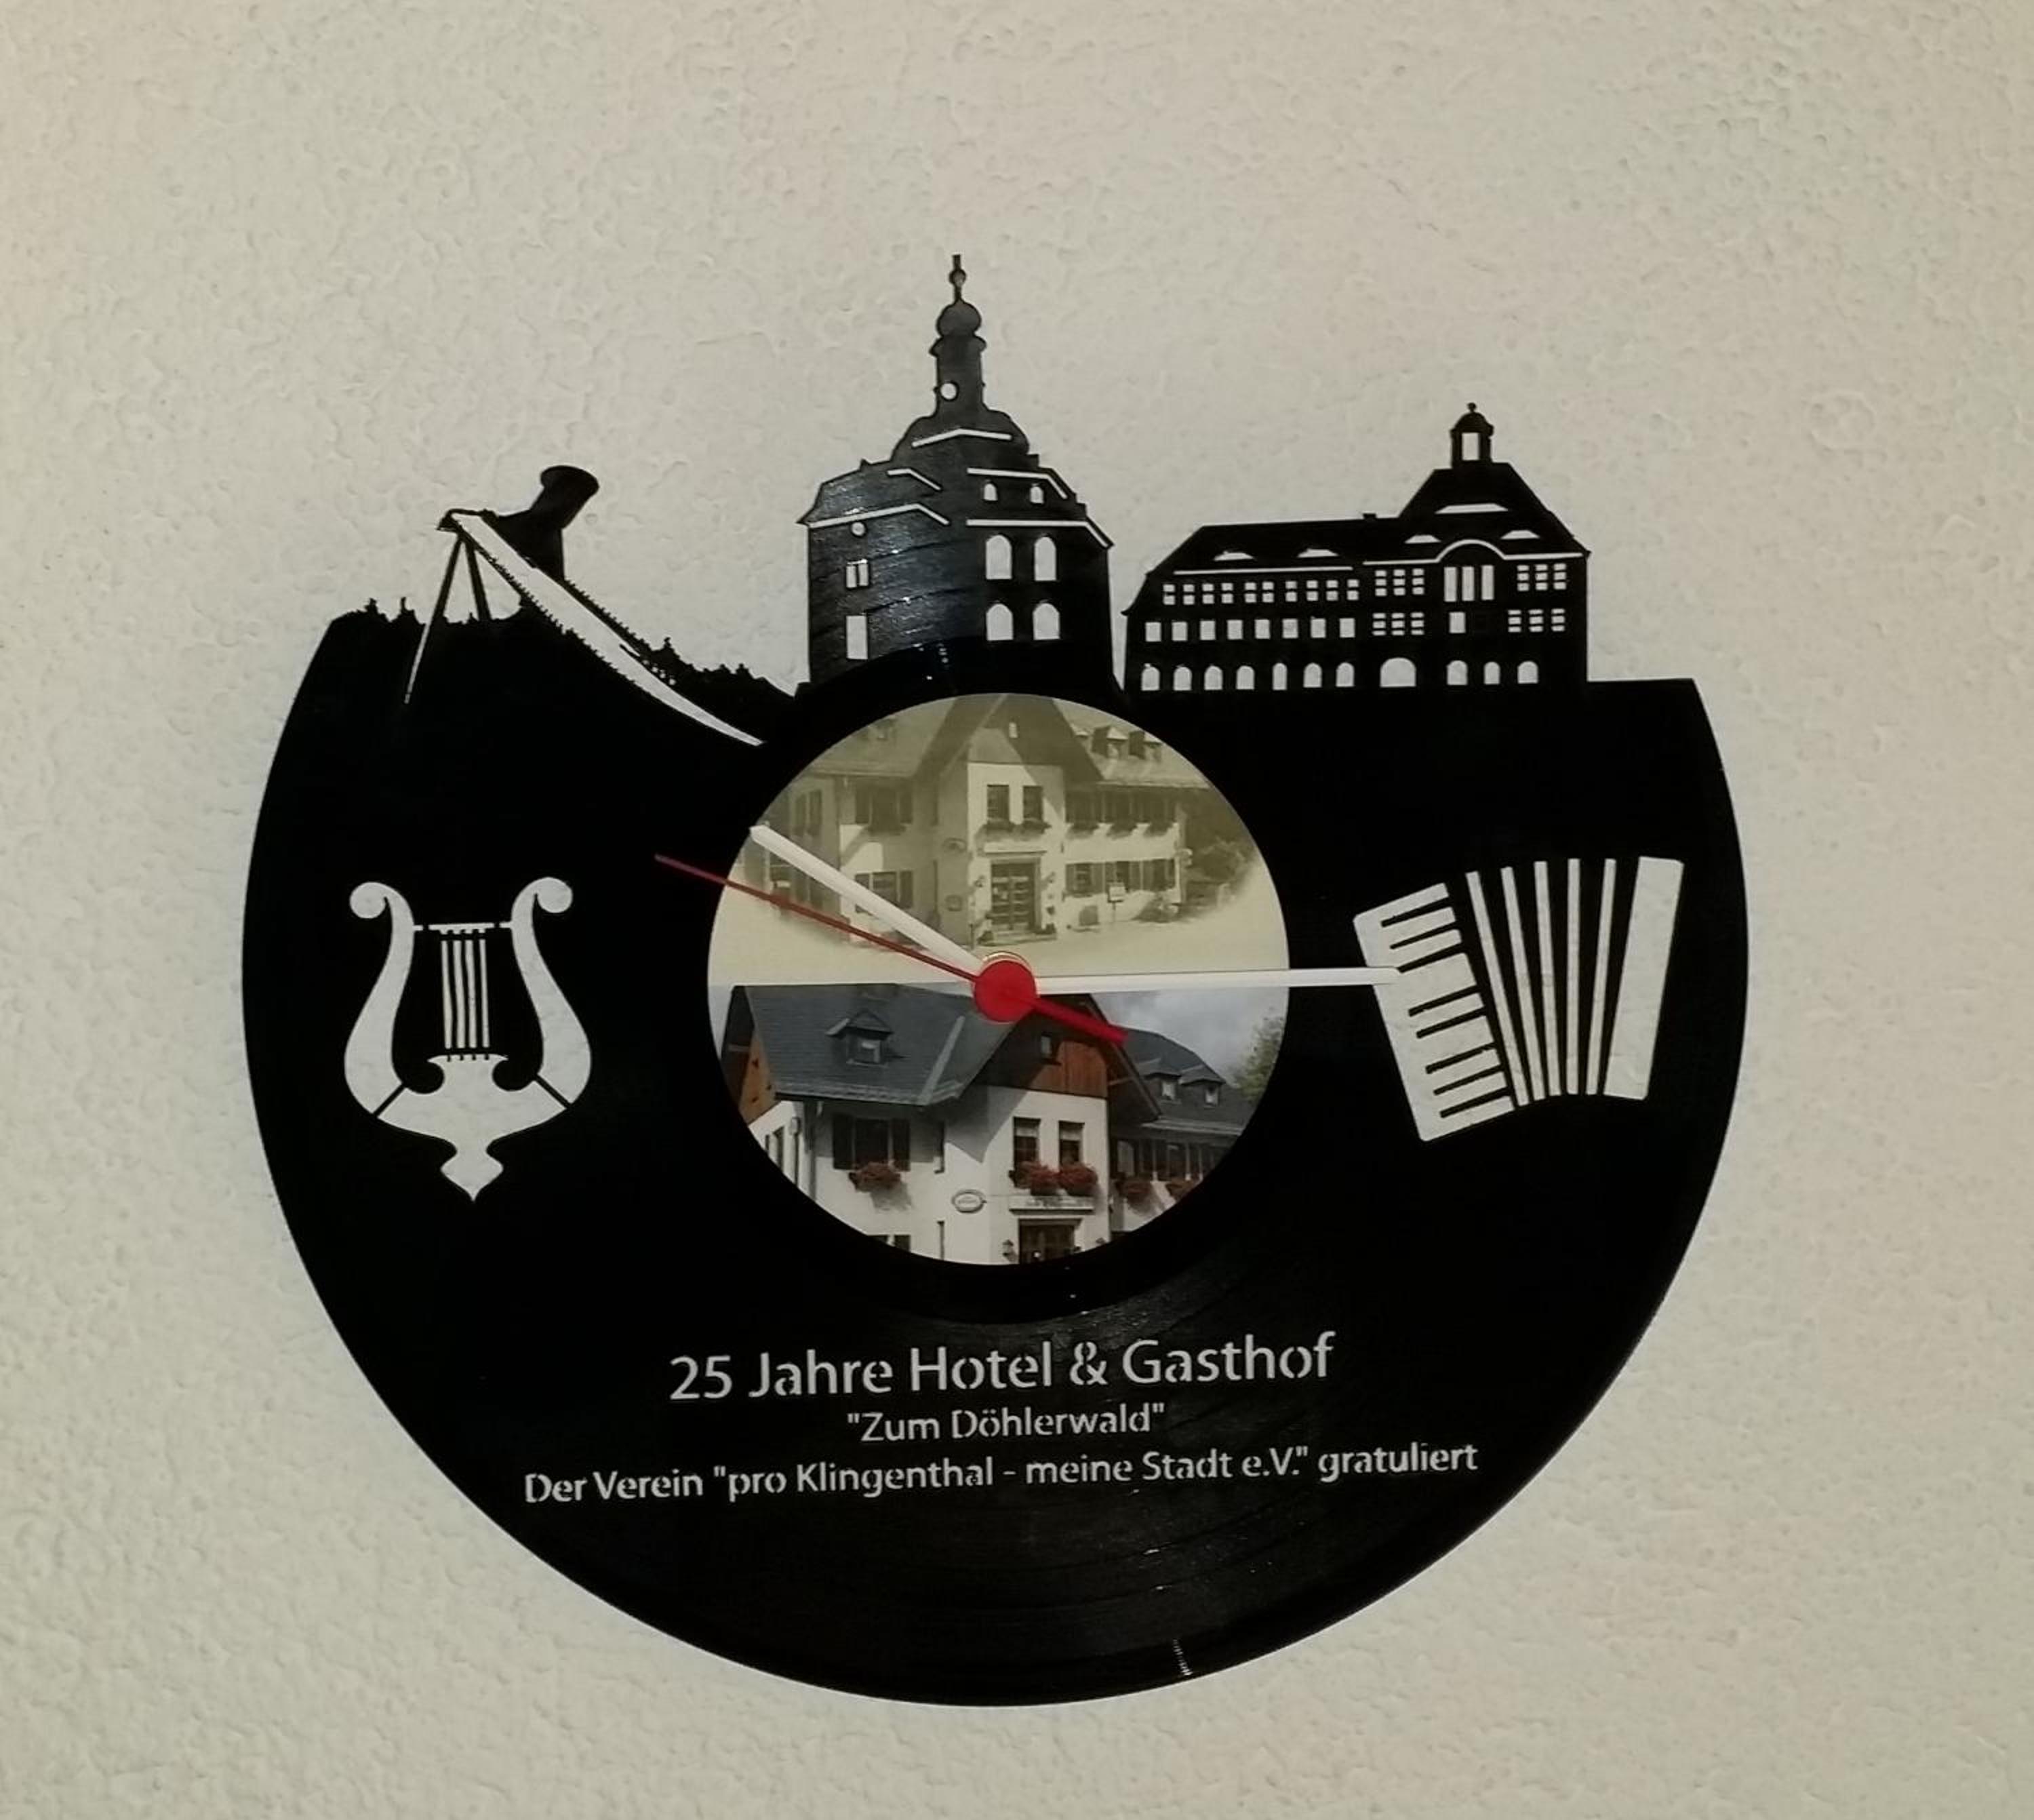 25 Jahre Hotel & Gasthof
"Zum Döhlerwald"
Der Verein "pro Klingenthal - meine Stadt e.V." gratuliert